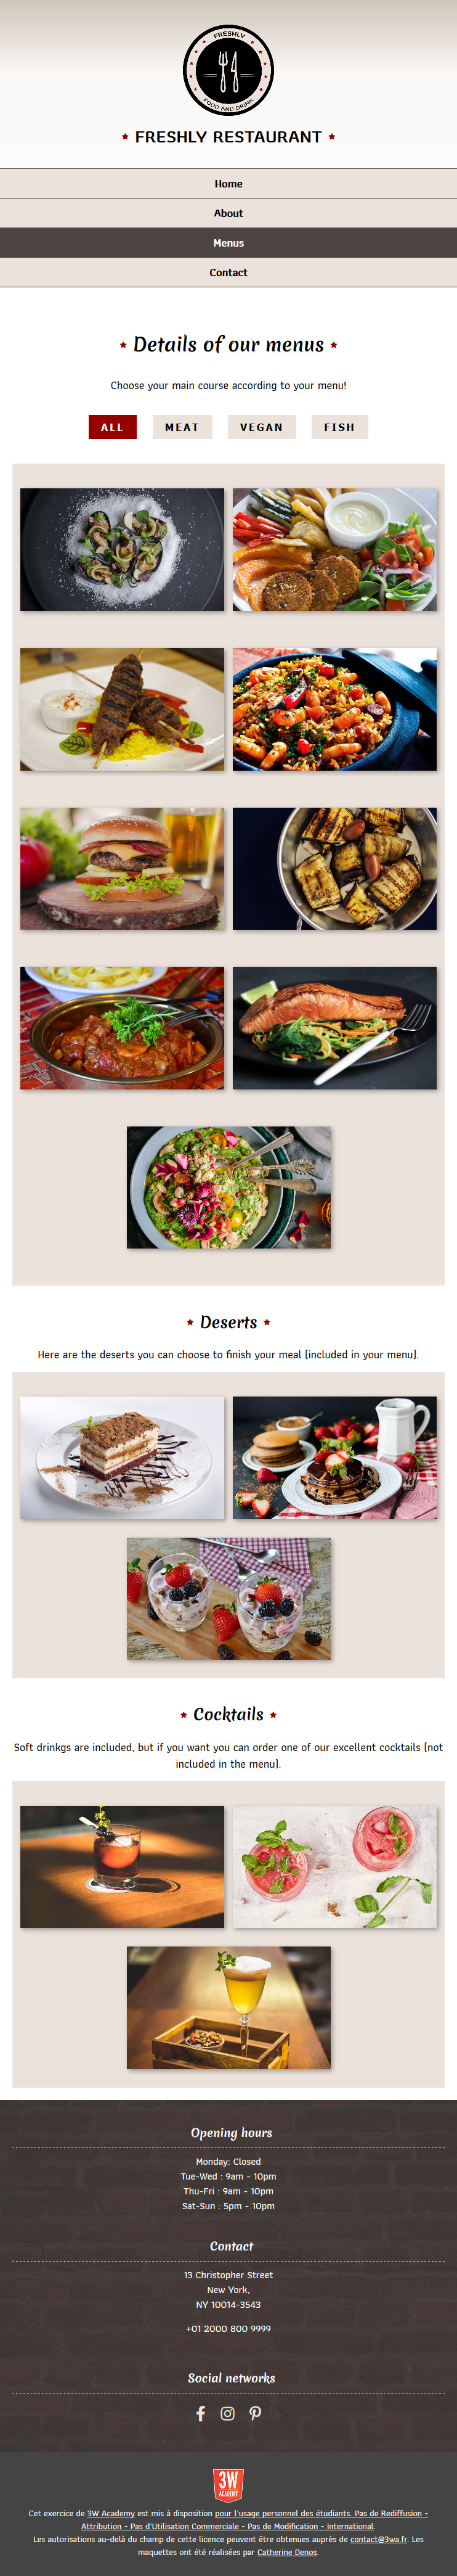 FRESHLY
FOOD AND DRINK
FRESHLY RESTAURANT
Home
About
Menus
Contact
Details of our menus
Choose your main course according to your menu!
ALL MEAT VEGAN FISH
Deserts
Here are the deserts you can choose to finish your meal (included in your menu).
Cocktails
Soft drinkgs are included, but if you want you can order one of our excellent cocktails (not
included in the menu).
Opening hours
Monday: Closed
Tue-Wed : 9am - 10pm
Thu-Fri : 9am - 10pm
Sat-Sun : 5pm - 10pm
Contact
13 Christopher Street
New York,
NY 10014-3543
+01 2000 800 9999
Social networks
3W
ACADEMY
Cet exercice de 3W Academy est mis à disposition pour l'usage personnel des étudiants. Pas de Rediffusion -
Attribution - Pas d'Utilisation Commerciale - Pas de Modification - International.
Les autorisations au-delà du champ de cette licence peuvent être obtenues auprès de contact@3wa.fr. Les
maquettes ont été réalisées par Catherine Denos.